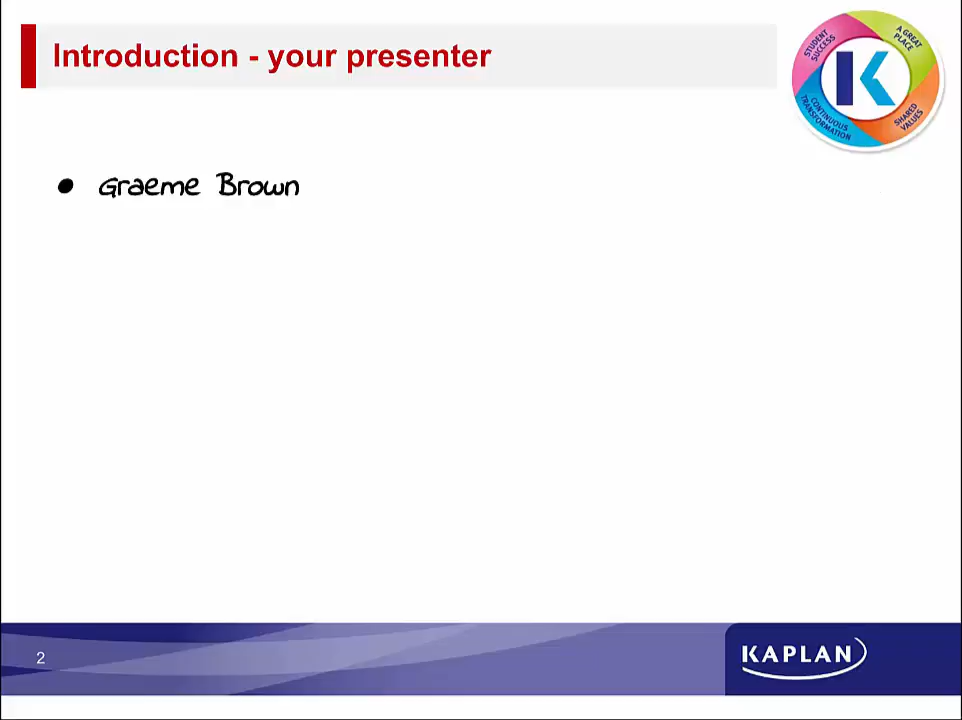 Introduction - your presenter
STUDENT SUCCESS
A GREAT PLACE
K
CONTINUOUS TRANSFORMATION
SHARED VALUES
● Graeme Brown
2
KAPLAN